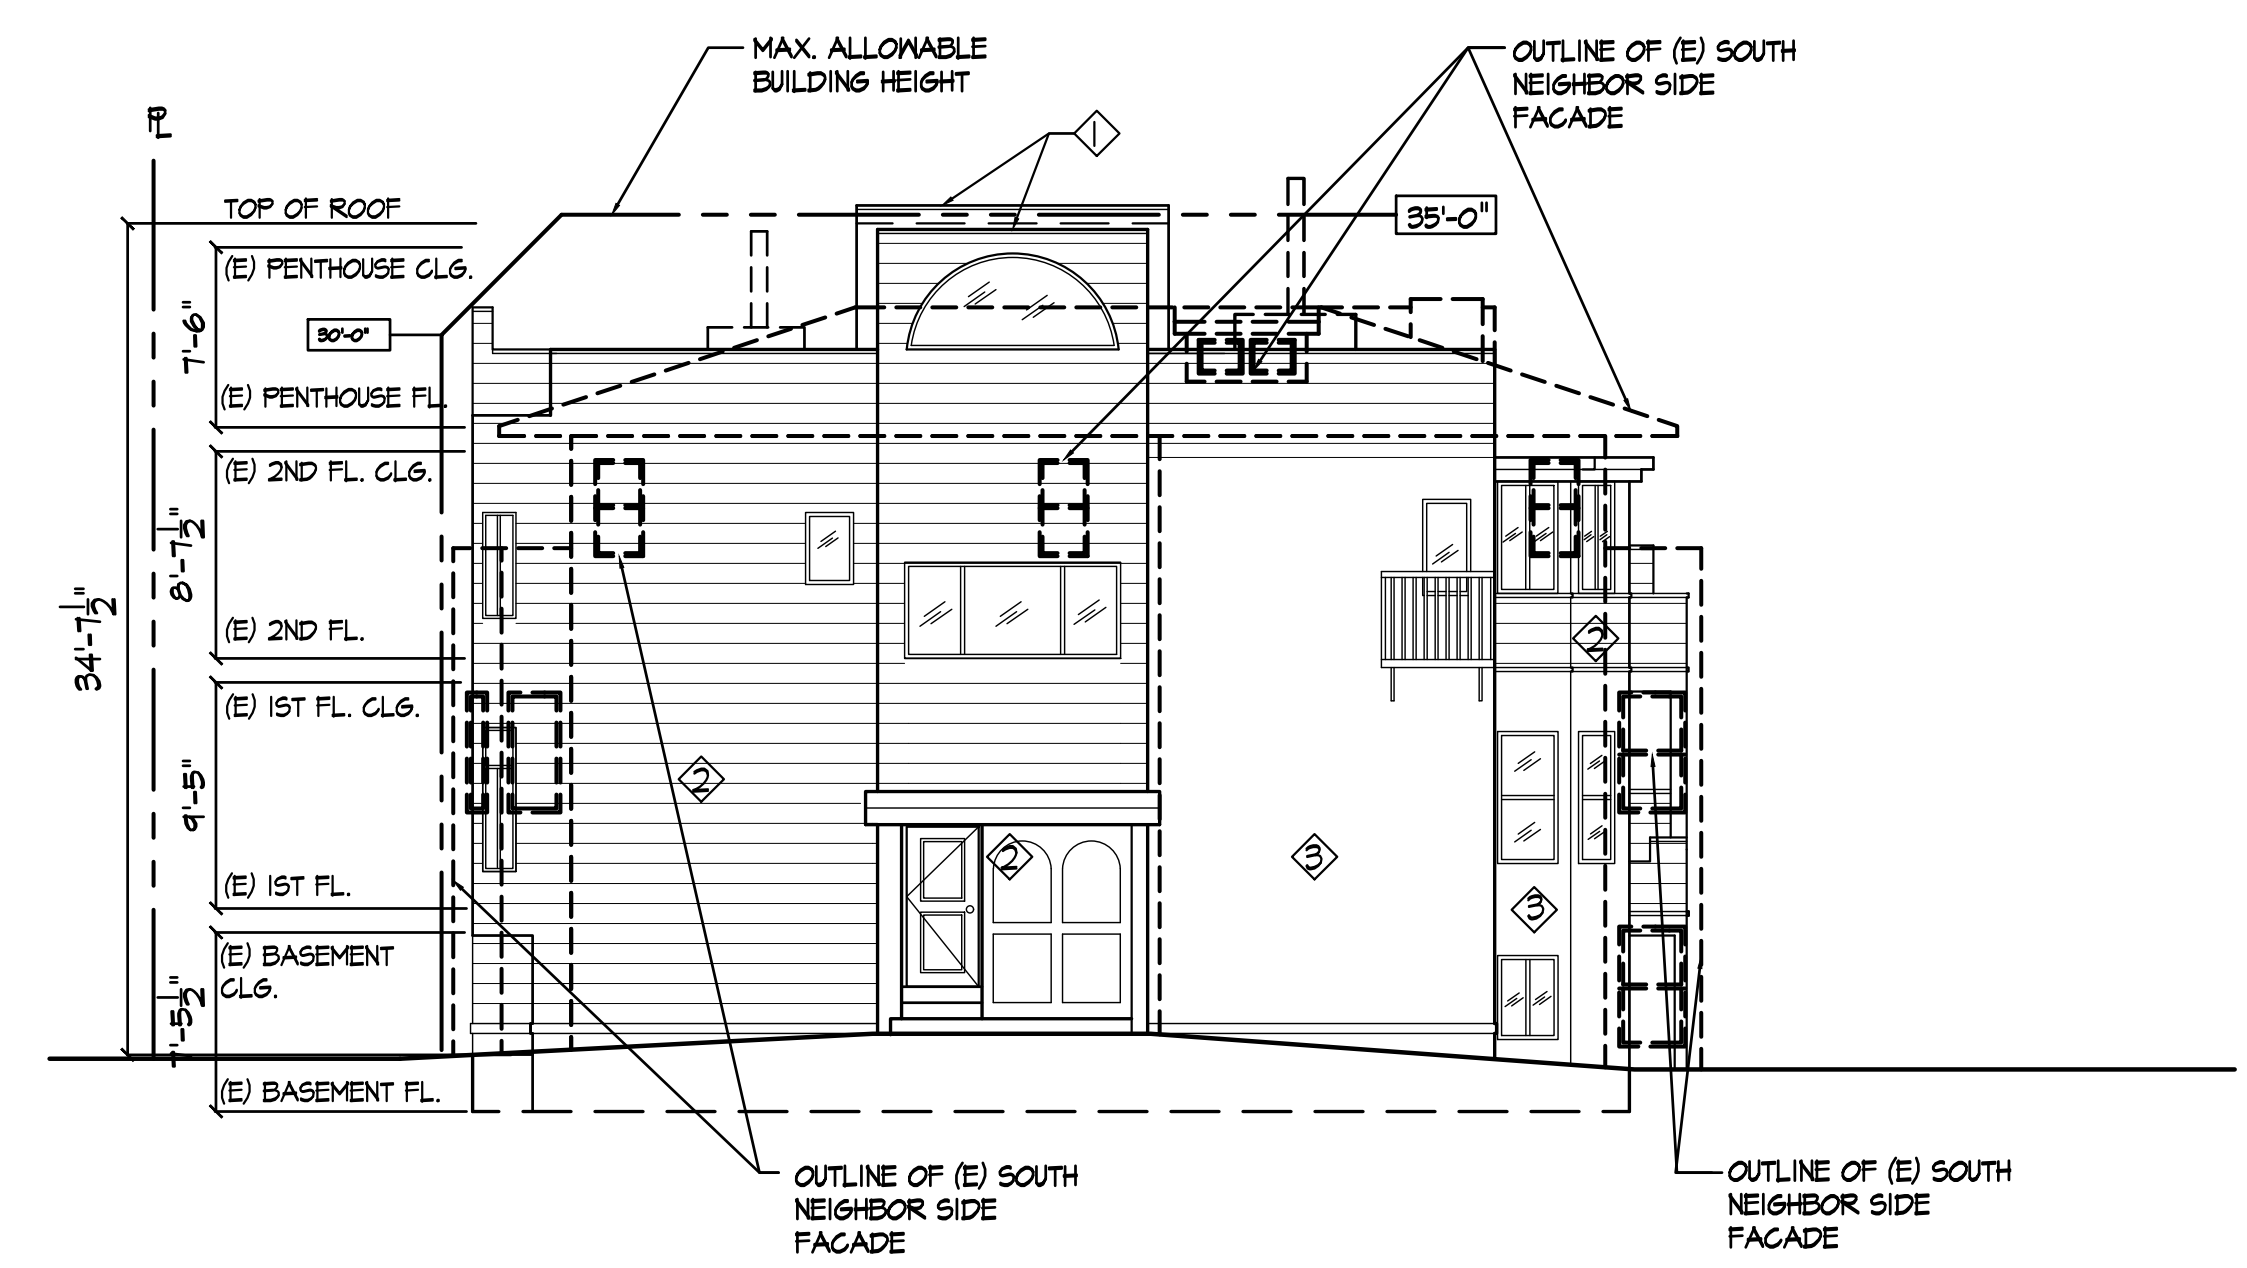 MAX. ALLOWABLE
BUILDING HEIGHT
OUTLINE OF (E) SOUTH
NEIGHBOR SIDE
FACADE
PL
1
TOP OF ROOF
35'-0"
(E) PENTHOUSE CLG.
30'-0"
7'-6"
(E) PENTHOUSE FL.
(E) 2ND FL. CLG.
8'-7 1/2"
34'-7 1/2"
(E) 2ND FL.
2
(E) 1ST FL. CLG.
9'-5"
2
2
3
3
(E) 1ST FL.
(E) BASEMENT
CLG.
'-5 1/2"
(E) BASEMENT FL.
OUTLINE OF (E) SOUTH
NEIGHBOR SIDE
FACADE
OUTLINE OF (E) SOUTH
NEIGHBOR SIDE
FACADE